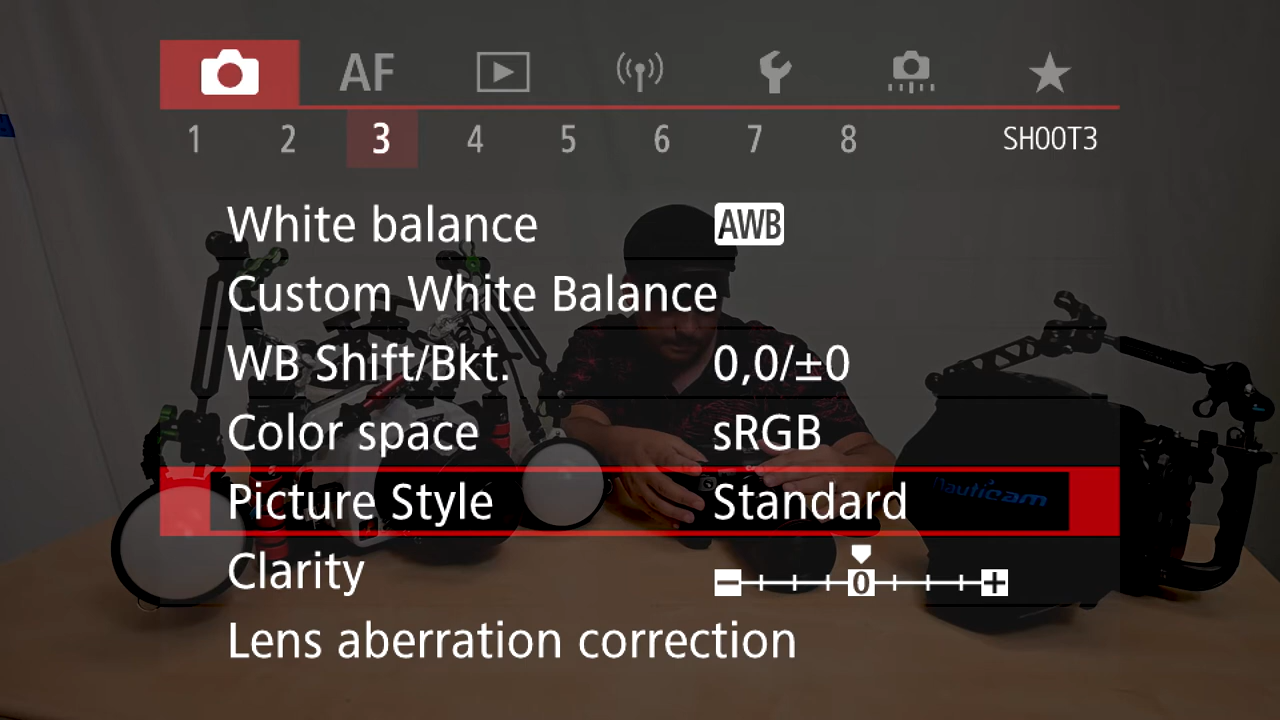 AF
1 2 3 4 5 6 7 8 SHOOT3
White balance AWB
Custom White Balance
WB Shift/Bkt. 0,0/±0
Color space sRGB
Picture Style Standard
Nauticam
Clarity - 0 +
Lens aberration correction